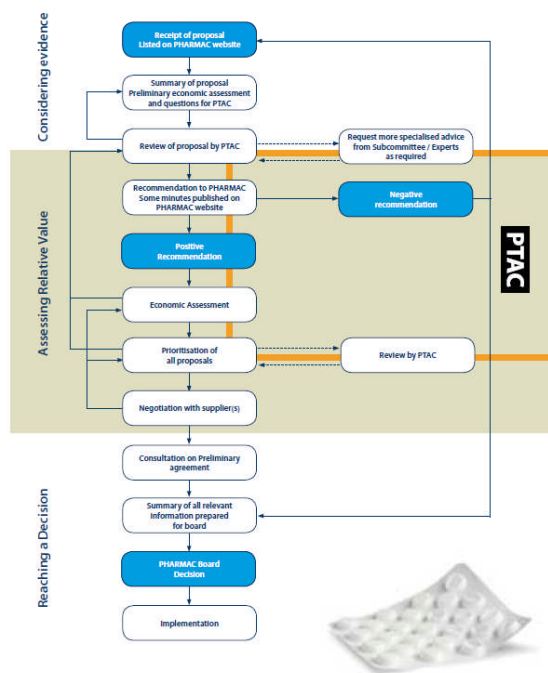 Considering evidence
Receipt of proposal
Listed on PHARMAC website
Summary of proposal
Preliminary economic assessment
and questions for PTAC
Review of proposal by PTAC
Request more specialised advice
from Subcommittee / Experts
as required
Assessing Relative Value
Recommendation to PHARMAC
Some minutes published on
PHARMAC website
Negative
recommendation
PTAC
Positive
Recommendation
Economic Assessment
Prioritisation of
all proposals
Review by PTAC
Negotiation with supplier(s)
Reaching a Decision
Consultation on Preliminary
agreement
Summary of all relevant
Information prepared
for board
PHARMAC Board
Decision
Implementation